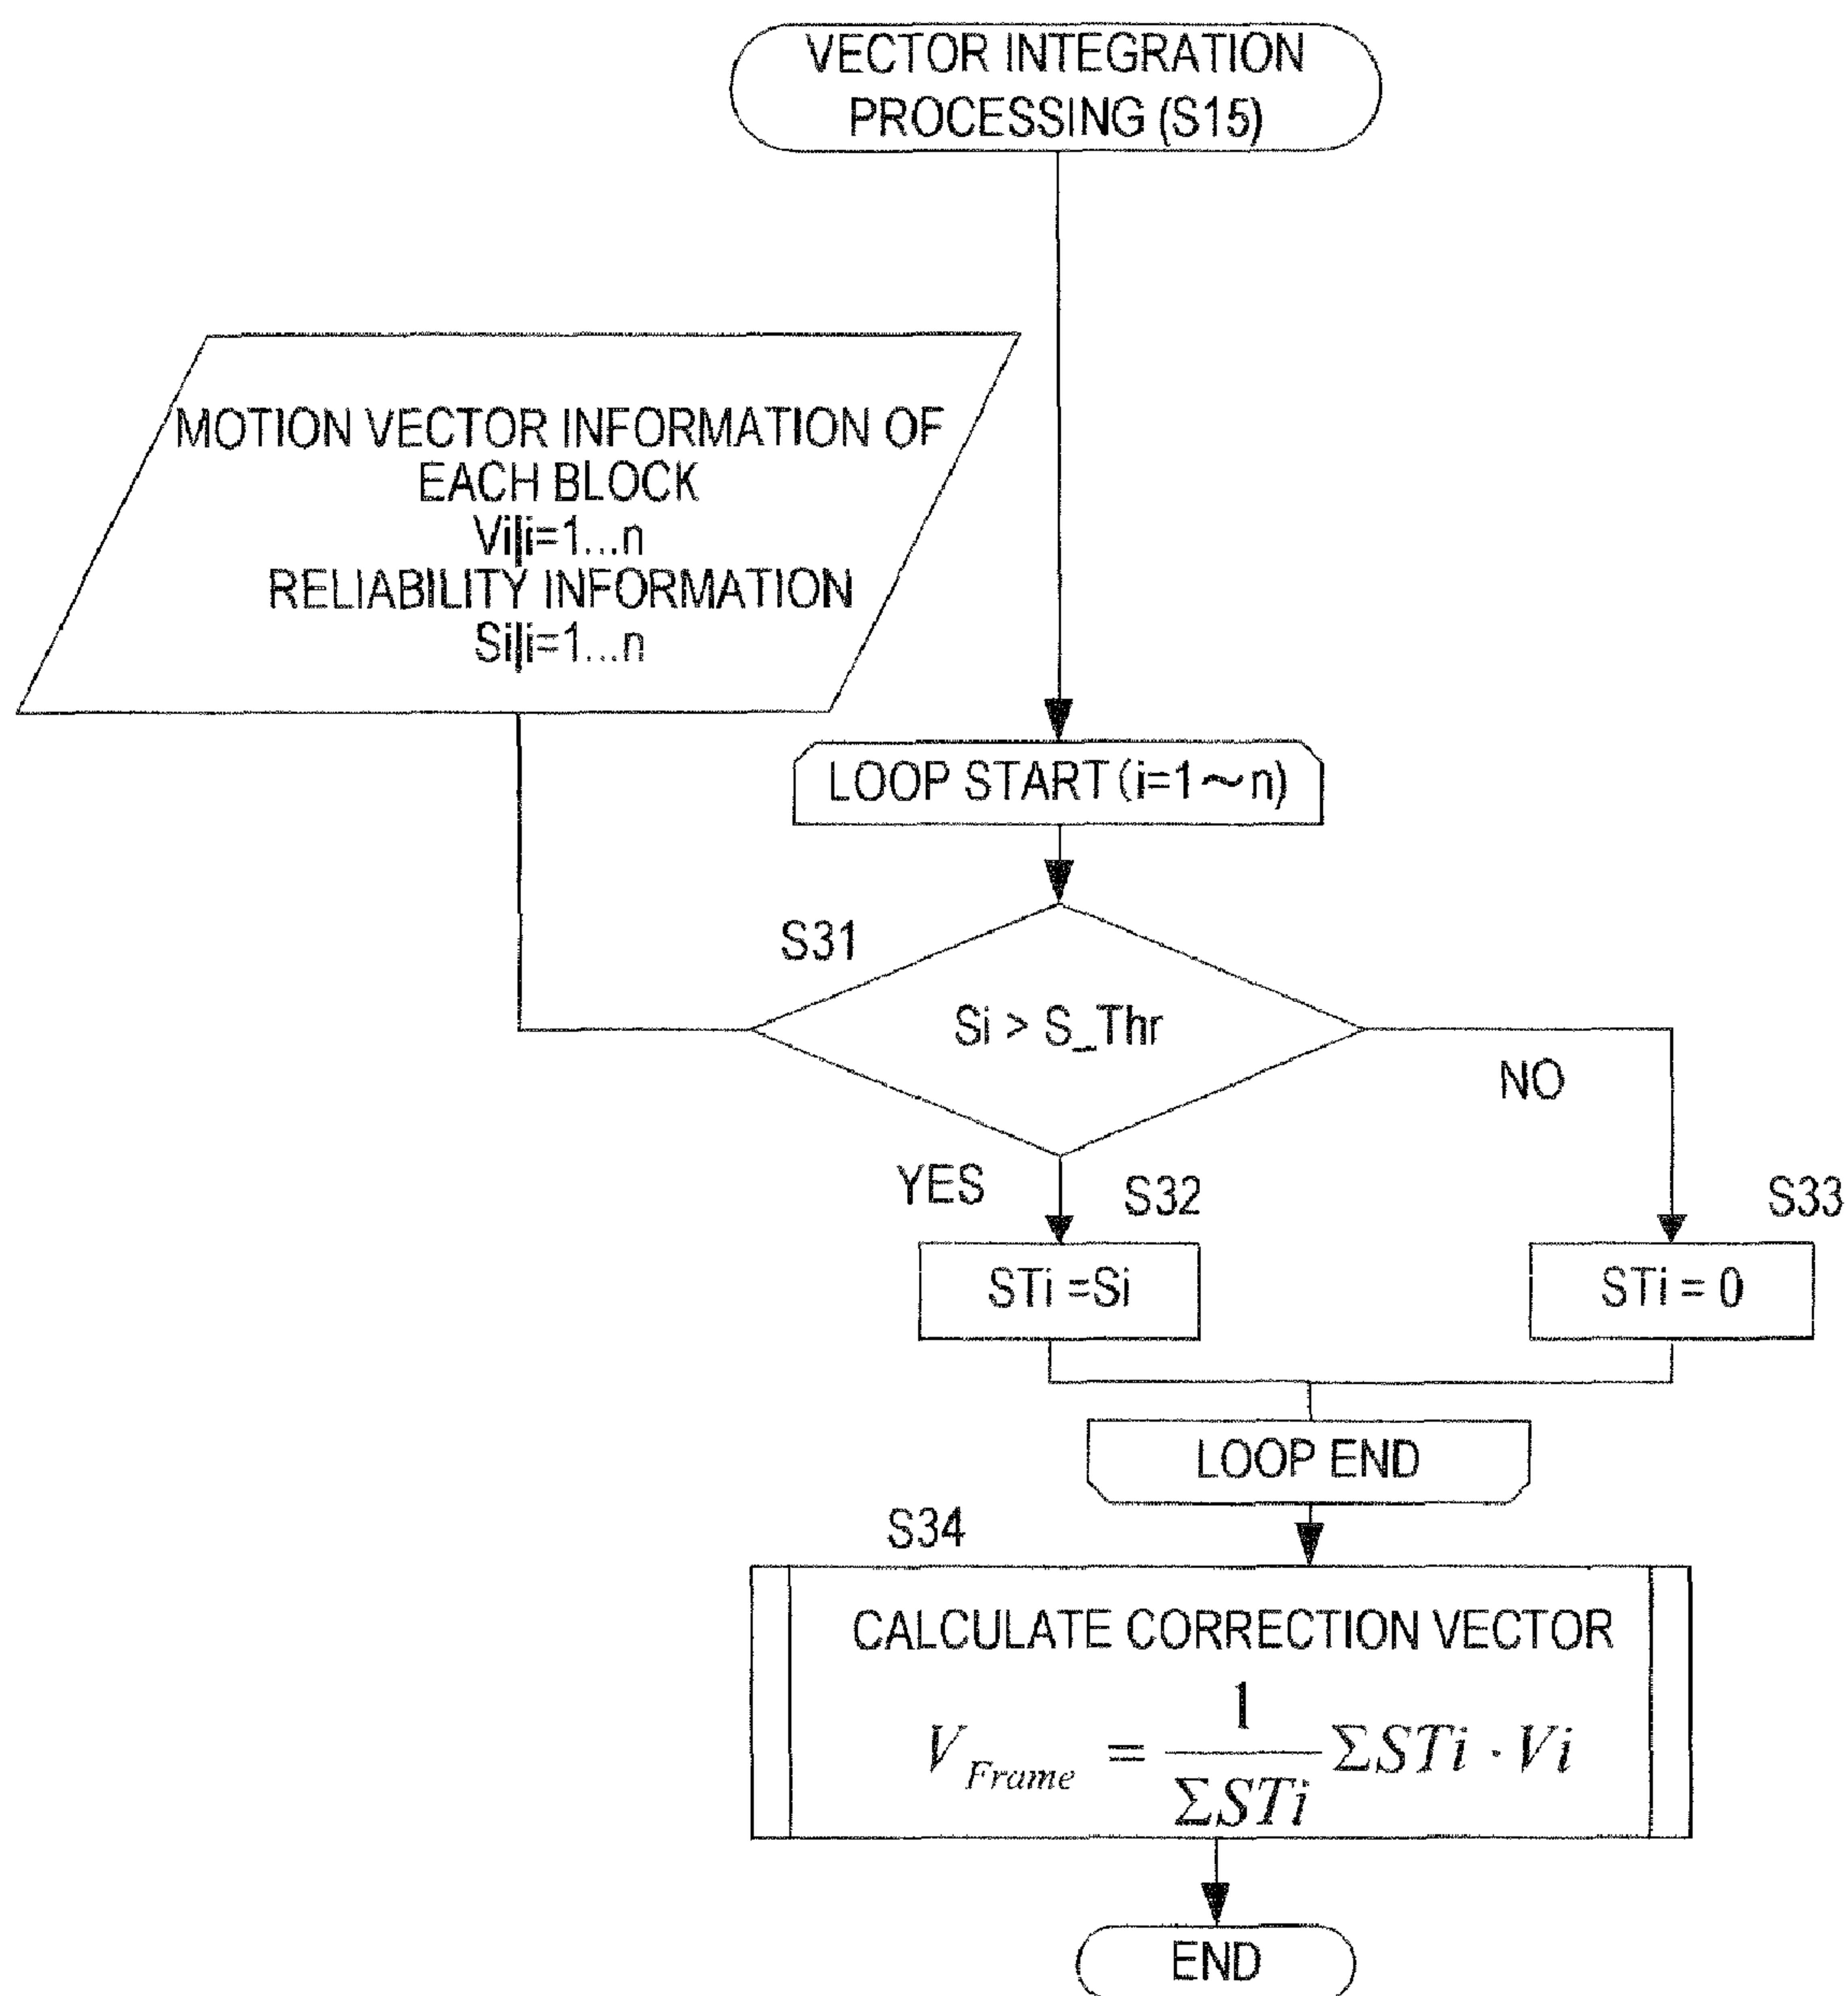 VECTOR INTEGRATION
PROCESSING (S15)
MOTION VECTOR INFORMATION OF
EACH BLOCK
Vi|i=1...n
RELIABILITY INFORMATION
Si|i=1...n
LOOP START (i=1～n)
S31
Si > S_Thr
NO
YES
S32
S33
STi =Si
STi = 0
LOOP END
S34
CALCULATE CORRECTION VECTOR
V_Frame = 1/ΣSTi ΣSTi · Vi
END